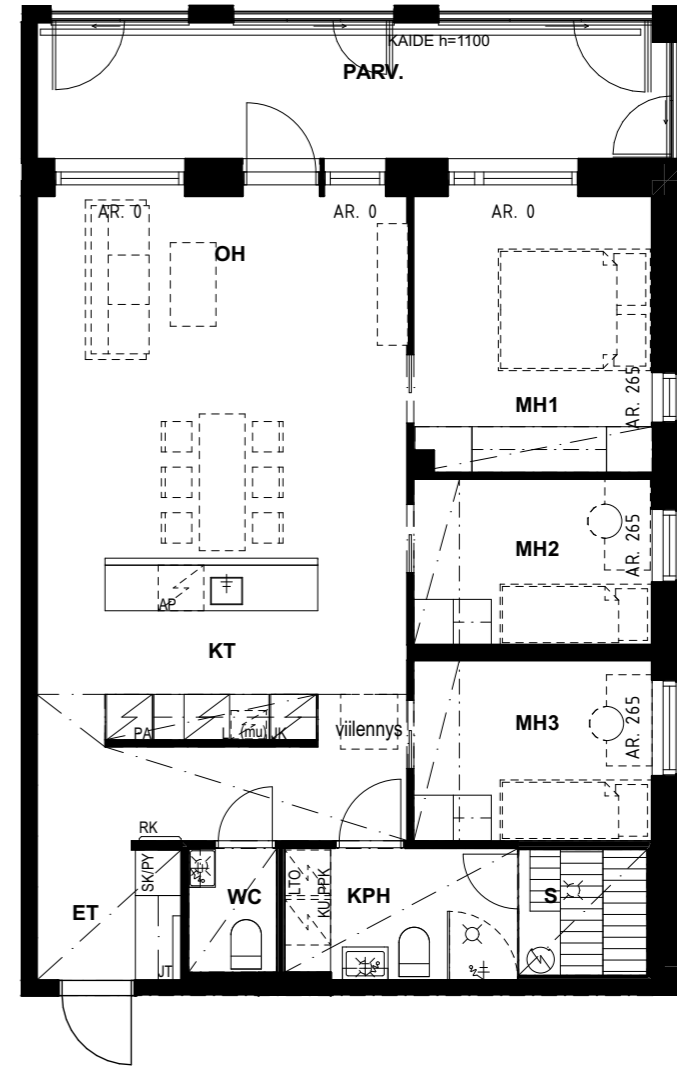 KAIDE h=1100
PARV.
AR. 0
AR. 0
AR. 0
OH
AR. 265
MH1
AR. 265
MH2
AP
KT
AR. 265
MH3
PA
L
(mu)
JK
viilennys
RK
SK/PY
LTO
KU PPK
WC
KPH
S
ET
JT